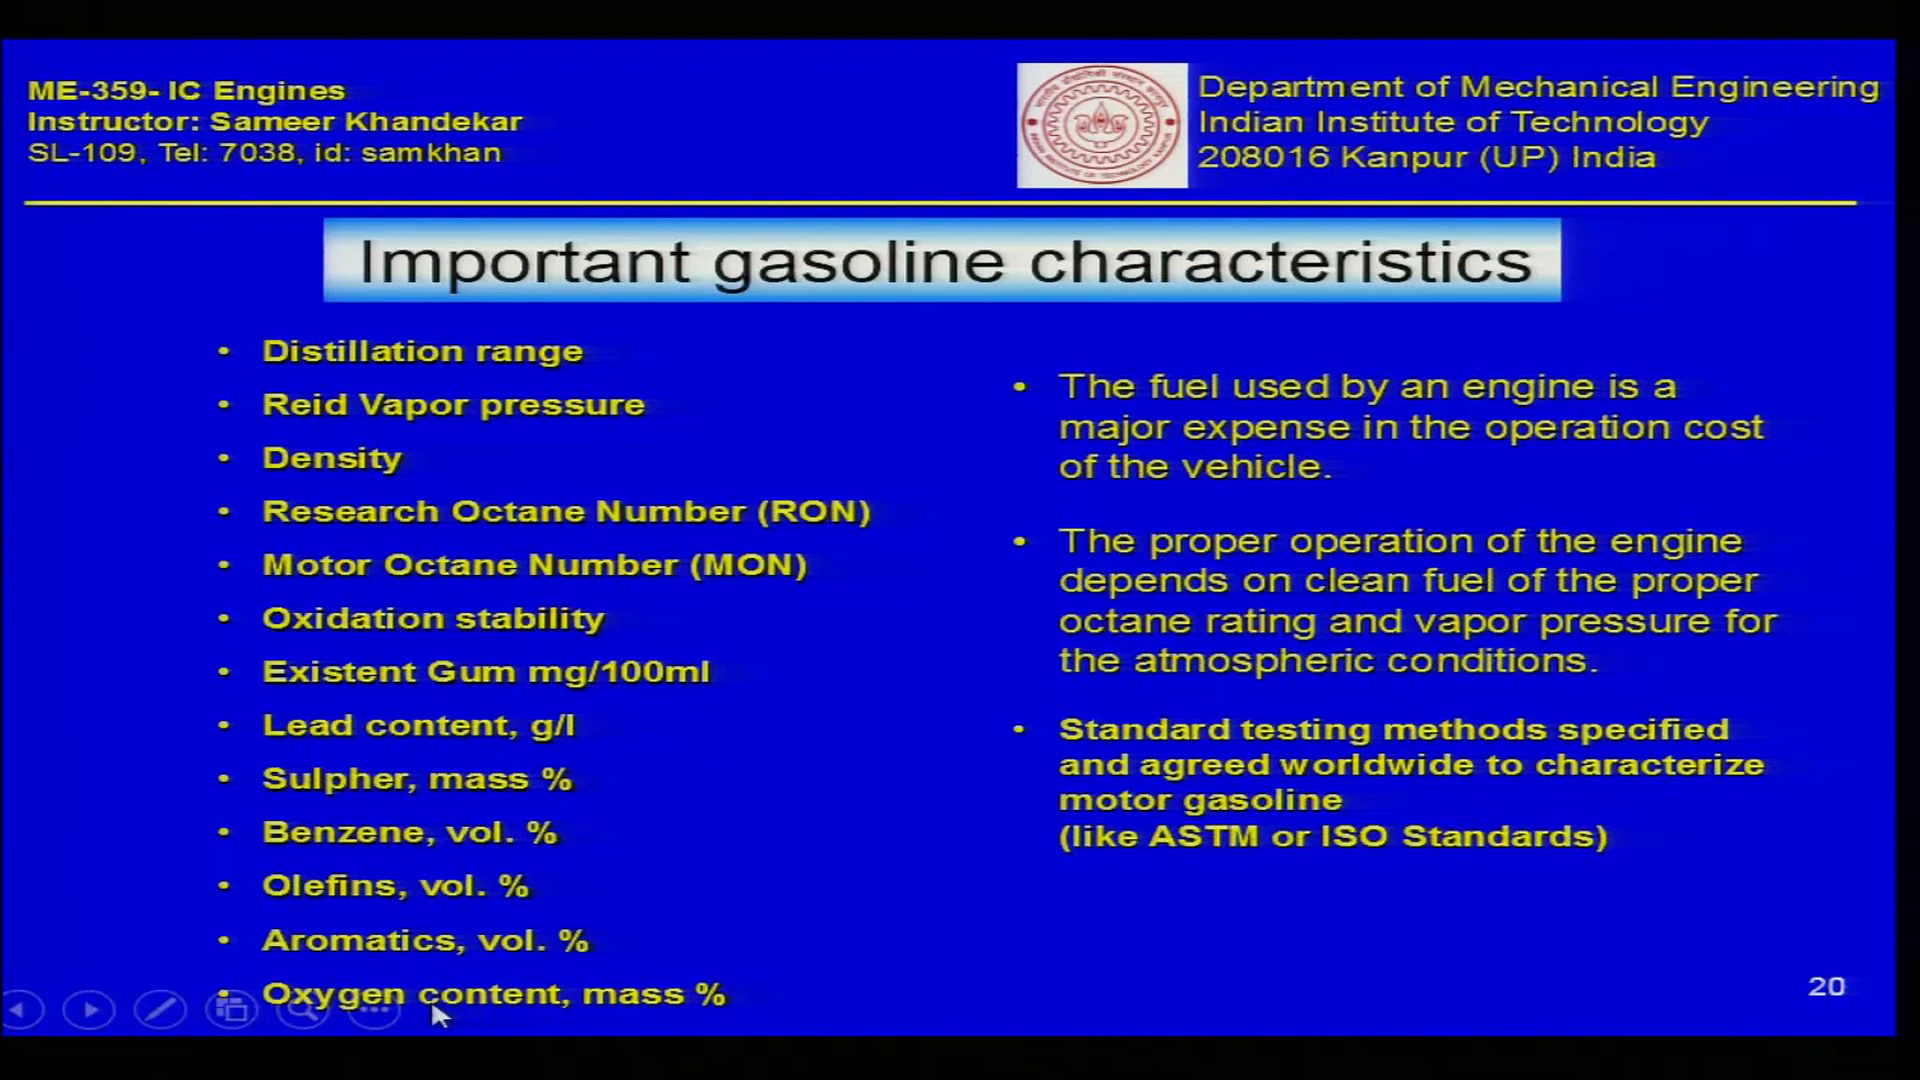 ME-359- IC Engines
Instructor: Sameer Khandekar
SL-109, Tel: 7038, id: samkhan
Department of Mechanical Engineering
Indian Institute of Technology
208016 Kanpur (UP) India
Important gasoline characteristics
• Distillation range
• Reid Vapor pressure
• Density
• Research Octane Number (RON)
• Motor Octane Number (MON)
• Oxidation stability
• Existent Gum mg/100ml
• Lead content, g/l
• Sulpher, mass %
• Benzene, vol. %
• Olefins, vol. %
• Aromatics, vol. %
• Oxygen content, mass %
• The fuel used by an engine is a
major expense in the operation cost
of the vehicle.
• The proper operation of the engine
depends on clean fuel of the proper
octane rating and vapor pressure for
the atmospheric conditions.
• Standard testing methods specified
and agreed worldwide to characterize
motor gasoline
(like ASTM or ISO Standards)
20